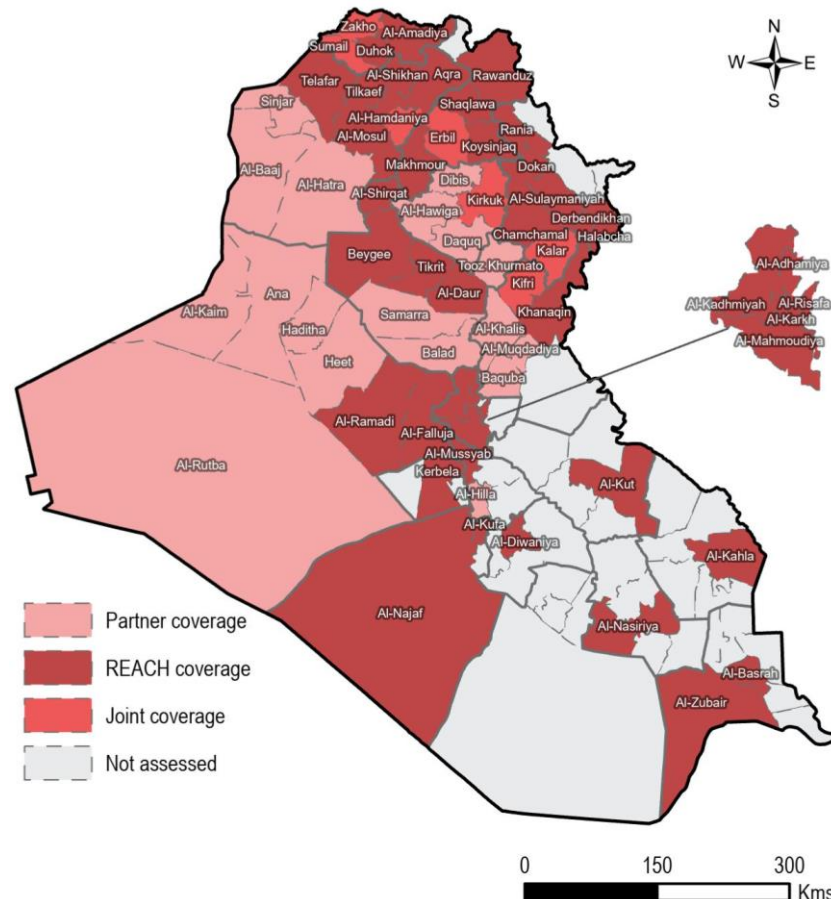 Zakho
Al-Amadiya
Sumail
Duhok
N
W E
S
Al-Shikhan
Aqra
Rawanduz
Telafar
Tilkaef
Sinjar
Shaqlawa
Al-Hamdaniya
Rania
Al-Mosul
Erbil
Koysinjaq
Makhmour
Dokan
Al-Baaj
Al-Hatra
Dibis
Al-Shirqat
Kirkuk
Al-Sulaymaniyah
Al-Hawiga
Derbendikhan
Chamchamal
Halabcha
Daquq
Beygee
Kalar
Tooz Khurmato
Tikrit
Al-Adhamiya
Kifri
Ana
Al-Daur
Al-Kaim
Samarra
Khanaqin
Al-Kadhmiyah
Al-Risafa
Al-Karkh
Haditha
Al-Khalis
Al-Mahmoudiya
Al-Muqdadiya
Heet
Balad
Baquba
Al-Ramadi
Al-Falluja
Al-Mussyab
Al-Rutba
Kerbela
Al-Kut
Al-Hilla
Al-Kufa
Al-Diwaniya
Al-Kahla
Al-Najaf
Al-Nasiriya
Al-Basrah
Al-Zubair
Partner coverage
REACH coverage
Joint coverage
Not assessed
0 150 300
Kms